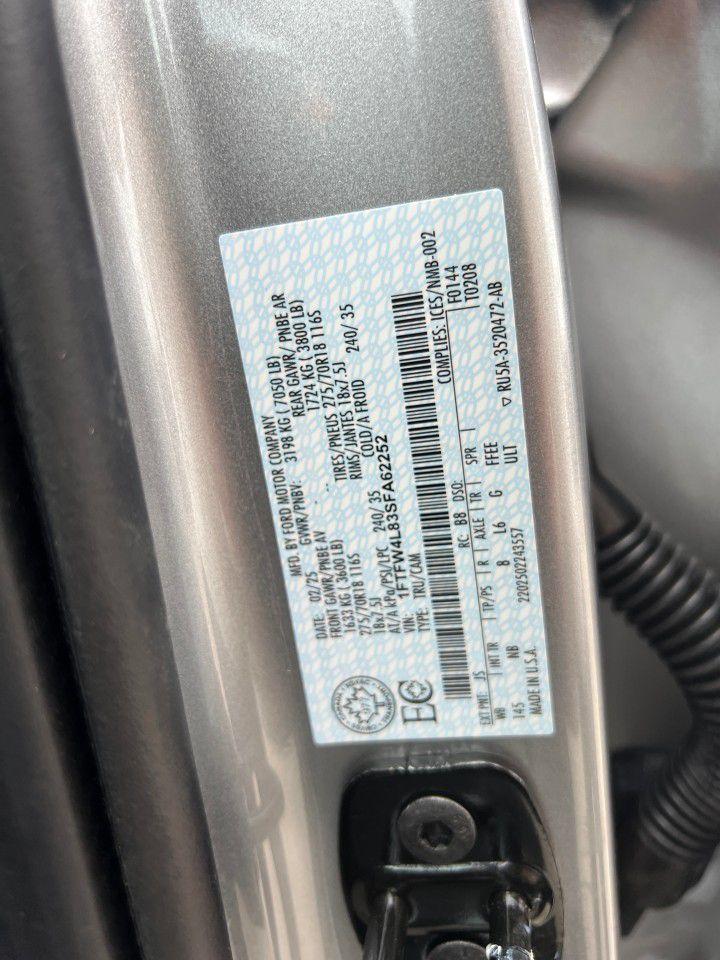 MFD. BY FORD MOTOR COMPANY
DATE: 02/25 GVWR/PNBV: 3198 KG ( 7050 LB)
FRONT GAWR/PNBE AV REAR GAWR/ PNBE AR
1633 KG ( 3600 LB) 1724 KG ( 3800 LB)
275/70R18 116S TIRES/PNEUS 275/70R18 116S
18x7.5J RIMS/JANTES 18x7.5J
AT/A kPa/PSI/LPC 240/ 35 COLD/A FROID 240/ 35
VIN: 1FTFW4L83SFA62252
TYPE: TRU/CAM
COMPLIES: ICES/NMB-002
F0144
T0208
EXT PNT: JS RC: B8 DSO:
WB INT TR TP/PS R AXLE TR SPR
145 NB 8 L6 G FFEE
ULT
MADE IN U.S.A. 2202502243557 ▽ RU5A-3520472-AB
EC